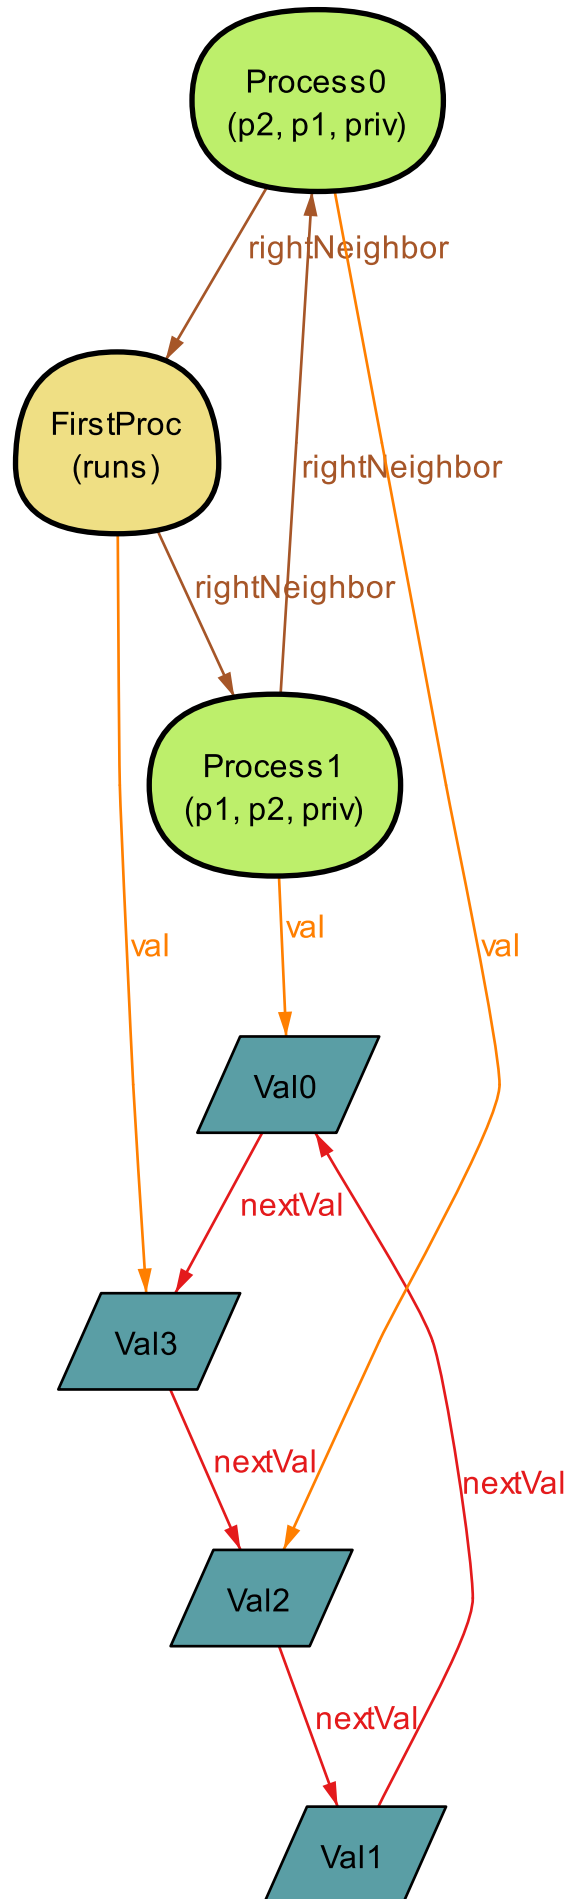 Process0
(p2, p1, priv)
rightNeighbor
FirstProc
(runs)
rightNeighbor
rightNeighbor
Process1
(p1, p2, priv)
val
val
val
Val0
nextVal
Val3
nextVal
nextVal
Val2
nextVal
Val1